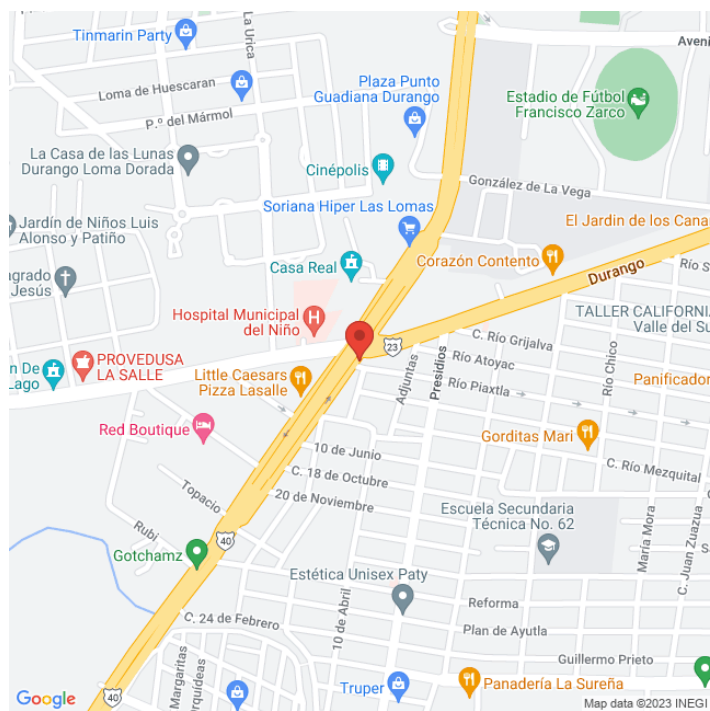 Tinmarin Party
La Urica
Aveni
Loma de Huescaran
Plaza Punto
Guadiana Durango
Estadio de Fútbol
Francisco Zarco
P.º del Mármol
La Casa de las Lunas
Durango Loma Dorada
Cinépolis
González de La Vega
Soriana Hiper Las Lomas
El Jardin de los Cana
Jardín de Niños Luis
Alonso y Patiño
Casa Real
Corazón Contento
Durango
Río S
agrado
Jesús
Hospital Municipal
del Niño
TALLER CALIFORNIA
Valle del Su
23
C. Río Grijalva
Río Atoyac
Río Piaxtla
Río Chico
n De
Lago
PROVEDUSA
LA SALLE
Little Caesars
Pizza Lasalle
Adjuntas
Presidios
Panificador
Red Boutique
Gorditas Mari
10 de Junio
C. Río Mezquital
C. 18 de Octubre
Topacio
20 de Noviembre
Escuela Secundaria
Técnica No. 62
María Mora
C. Juan Zuazua
Rubi
40
Gotchamz
Estética Unisex Paty
Reforma
C. 24 de Febrero
10 de Abril
Plan de Ayutla
Guillermo Prieto
Margaritas
rquídeas
Truper
Panadería La Sureña
40
Google
Map data ©2023 INEGI